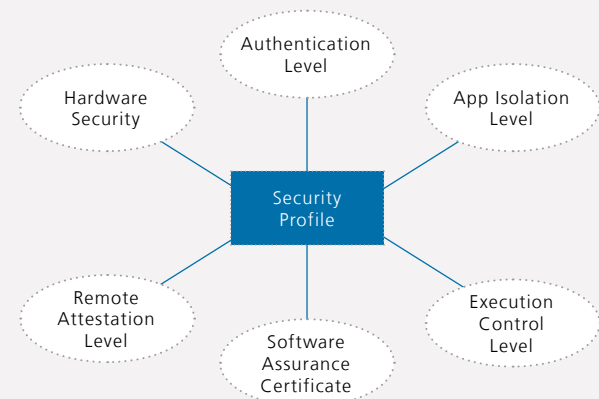 Authentication
Level
Hardware
Security
App Isolation
Level
Security
Profile
Remote
Attestation
Level
Software
Assurance
Certificate
Execution
Control
Level